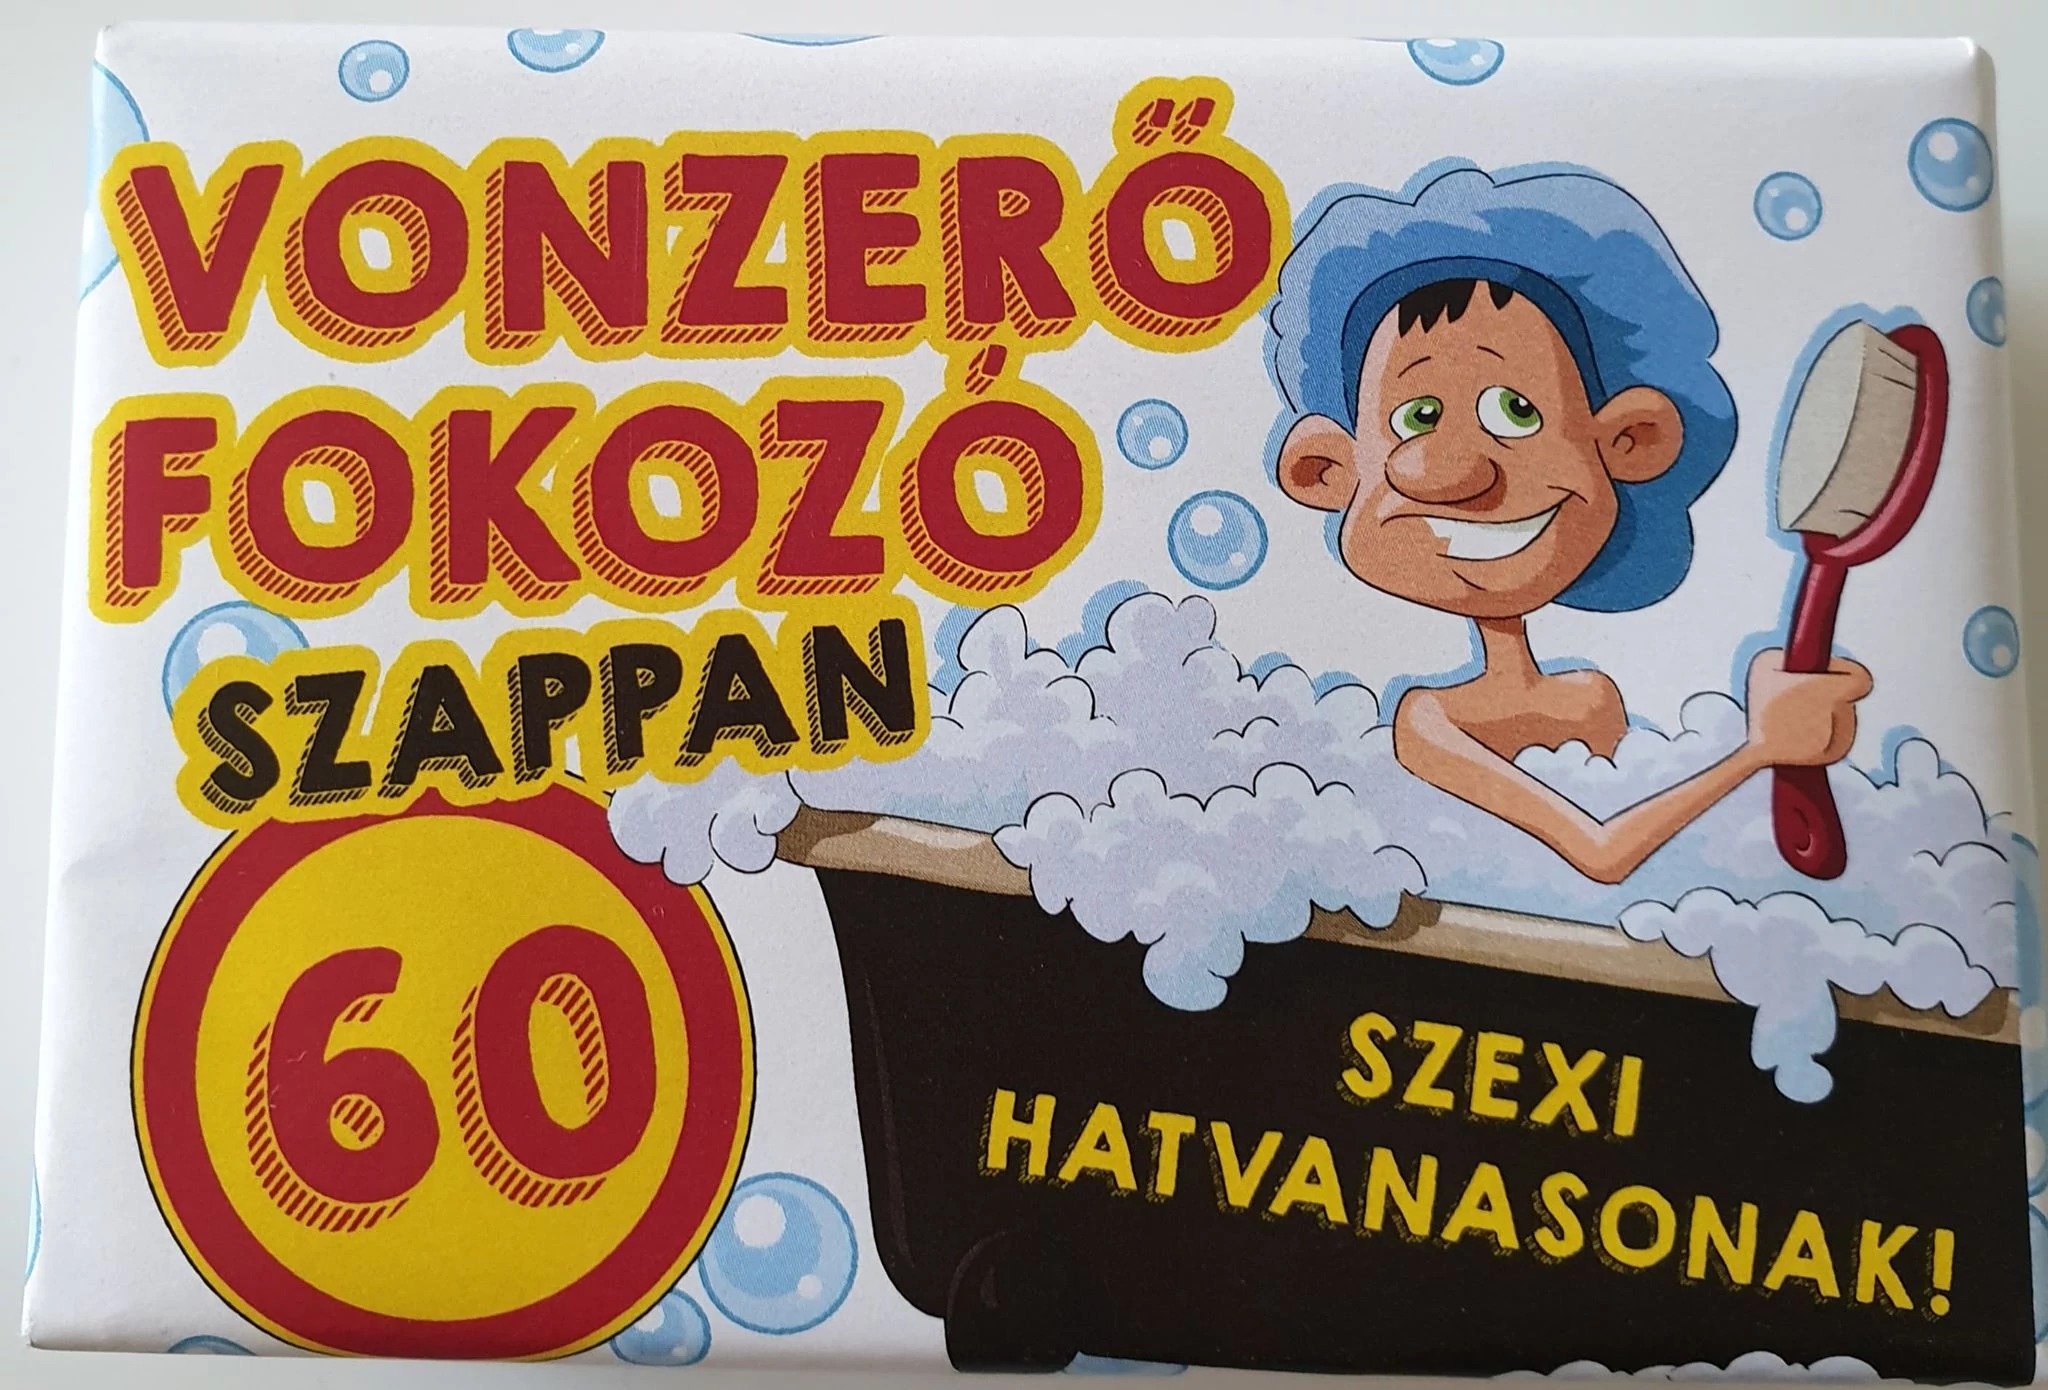 VONZERŐ
FOKOZÓ
SZAPPAN
60
SZEXI
HATVANASONAK!